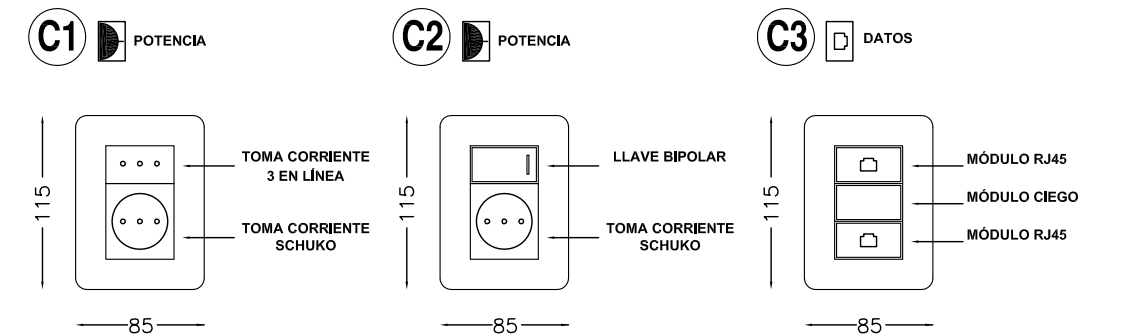 C1 POTENCIA
115
TOMA CORRIENTE
3 EN LÍNEA
TOMA CORRIENTE
SCHUKO
85
C2 POTENCIA
115
LLAVE BIPOLAR
TOMA CORRIENTE
SCHUKO
85
C3 DATOS
115
MÓDULO RJ45
MÓDULO CIEGO
MÓDULO RJ45
85